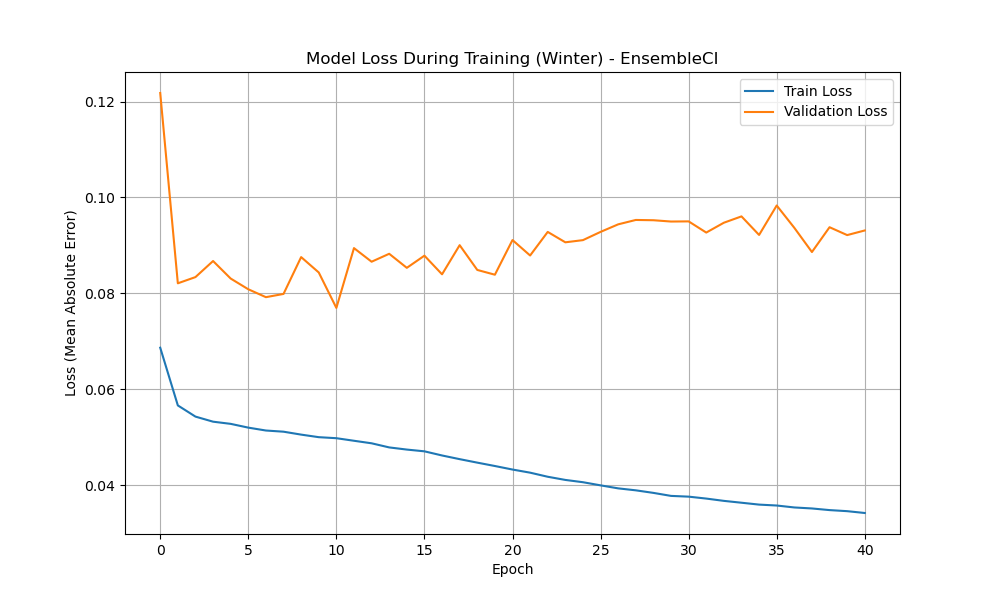 Model Loss During Training (Winter) - EnsembleCI
Train Loss
Validation Loss
Loss (Mean Absolute Error)
0.12
0.10
0.08
0.06
0.04
0 5 10 15 20 25 30 35 40
Epoch